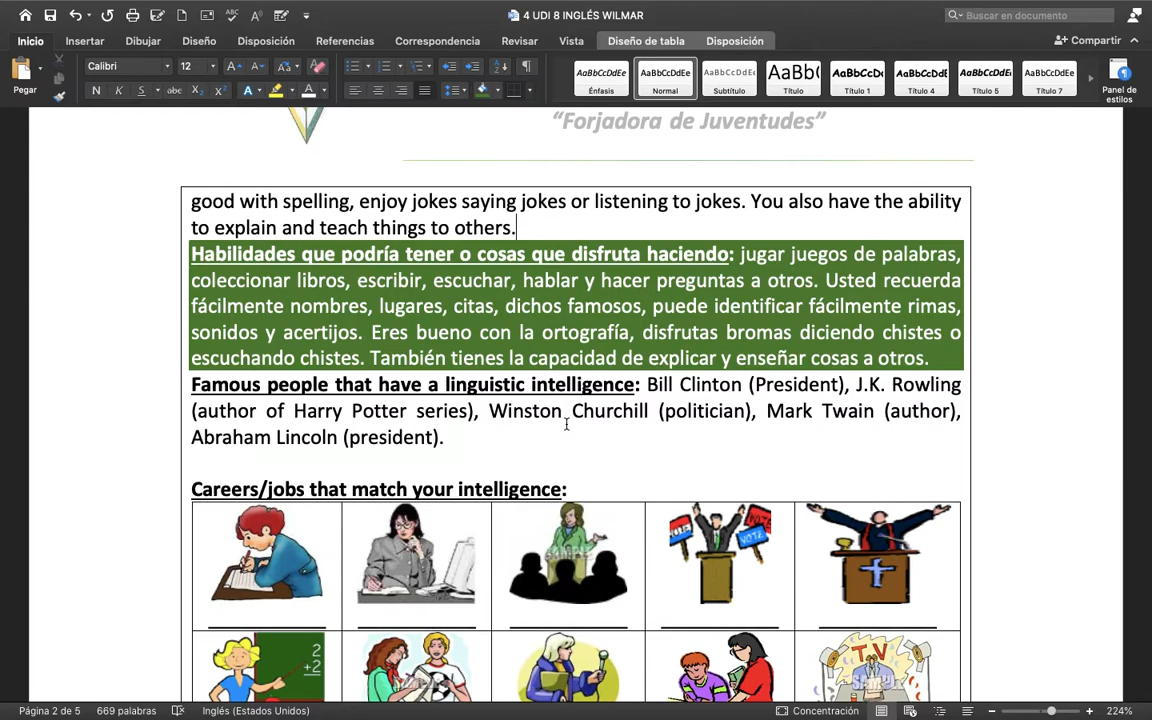 4 UDI 8 INGLÉS WILMAR
Buscar en documento
Inicio Insertar Dibujar Diseño Disposición Referencias Correspondencia Revisar Vista Diseño de tabla Disposición Compartir
Pegar
Calibri 12
AaBbCcDdEe AaBbCcDdEe AaBbCcDdEe AaBb( AaBbCcDc AaBbCcDdE AaBbCcDdE AaBbCcDdEe
Énfasis Normal Subtítulo Título Título 1 Título 4 Título 5 Título 7
Panel de
estilos
N K S abc X₂ X²
“Forjadora de Juventudes”
good with spelling, enjoy jokes saying jokes or listening to jokes. You also have the ability
to explain and teach things to others.
Habilidades que podría tener o cosas que disfruta haciendo: jugar juegos de palabras,
coleccionar libros, escribir, escuchar, hablar y hacer preguntas a otros. Usted recuerda
fácilmente nombres, lugares, citas, dichos famosos, puede identificar fácilmente rimas,
sonidos y acertijos. Eres bueno con la ortografía, disfrutas bromas diciendo chistes o
escuchando chistes. También tienes la capacidad de explicar y enseñar cosas a otros.
Famous people that have a linguistic intelligence: Bill Clinton (President), J.K. Rowling
(author of Harry Potter series), Winston Churchill (politician), Mark Twain (author),
Abraham Lincoln (president).
Careers/jobs that match your intelligence:
VOTE
2
+2
TV
Página 2 de 5 669 palabras Inglés (Estados Unidos) Concentración 224%